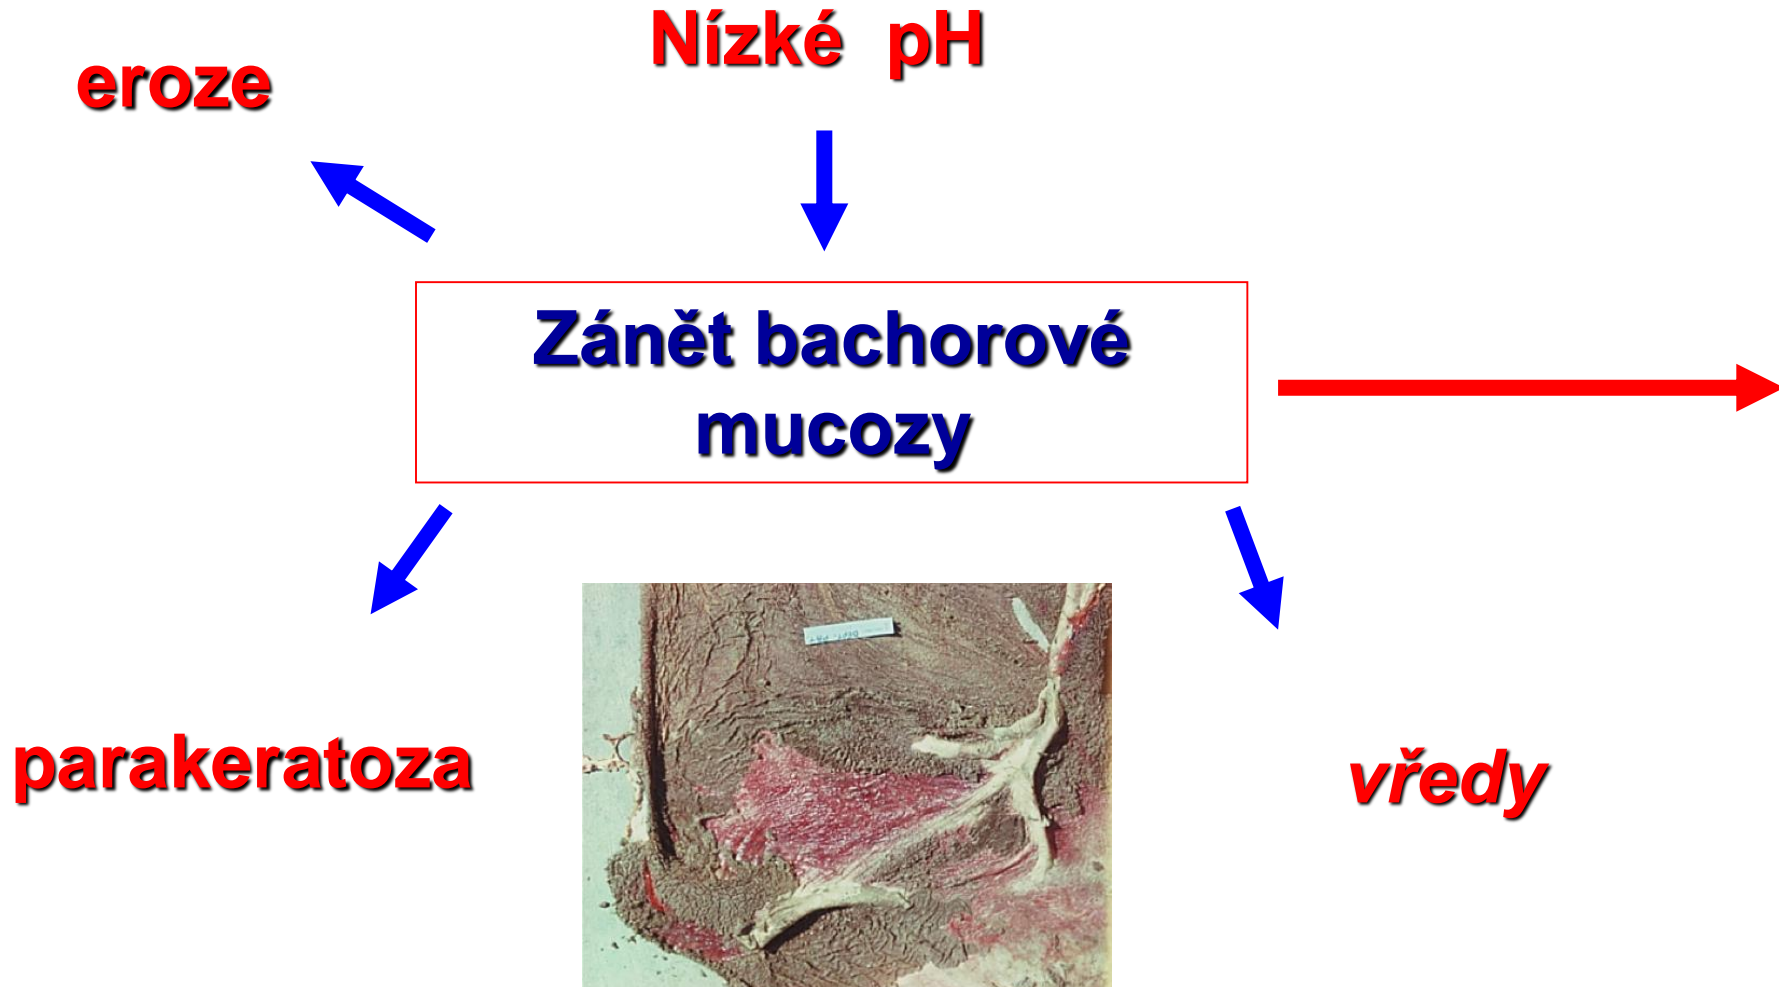 Nízké pH
eroze
Zánět bachorové
mucozy
parakeratoza
vředy